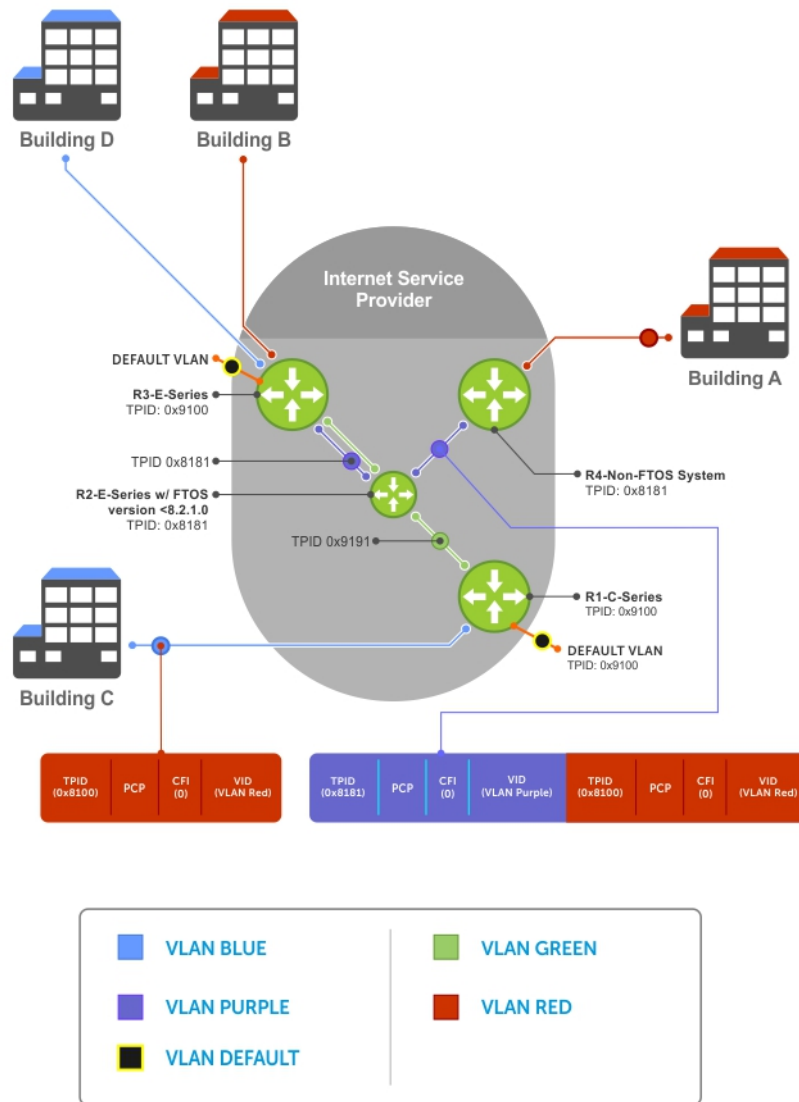 Building D
Building B
Internet Service
Provider
Building A
DEFAULT VLAN
R3-E-Series
TPID: 0x9100
TPID 0x8181
R4-Non-FTOS System
TPID: 0x8181
R2-E-Series w/ FTOS
version <8.2.1.0
TPID: 0x8181
TPID 0x9191
R1-C-Series
TPID: 0x9100
DEFAULT VLAN
TPID: 0x9100
Building C
TPID
(0x8100)
PCP
CFI
(0)
VID
(VLAN Red)
TPID
(0x8181)
PCP
CFI
(0)
VID
(VLAN Purple)
TPID
(0x8100)
PCP
CFI
(0)
VID
(VLAN Red)
VLAN BLUE
VLAN GREEN
VLAN PURPLE
VLAN RED
VLAN DEFAULT